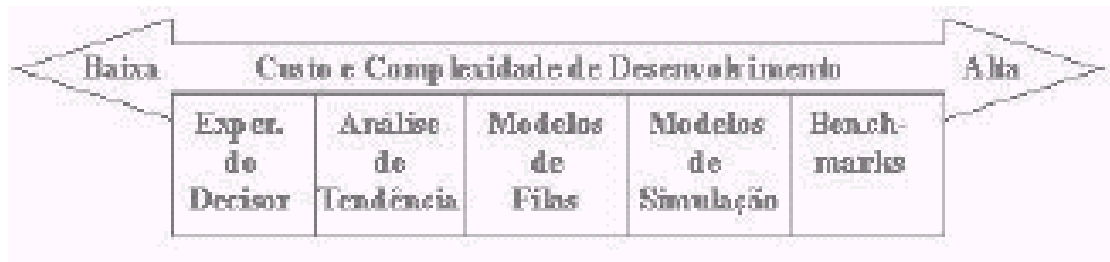 Baixa Custo e Complexidade de Desenvolvimento Alta
Exper. do Decisor
Análise de Tendência
Modelos de Filas
Modelos de Simulação
Bench-
marks